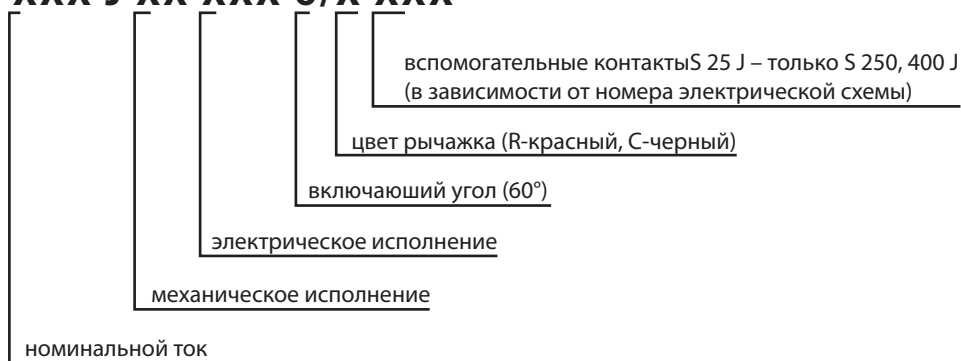 вспомогательные контактыS 25 J – только S 250, 400 J
(в зависимости от номера электрической схемы)
цвет рычажка (R-красный, C-черный)
включаюший угол (60°)
электрическое исполнение
механическое исполнение
номинальной ток